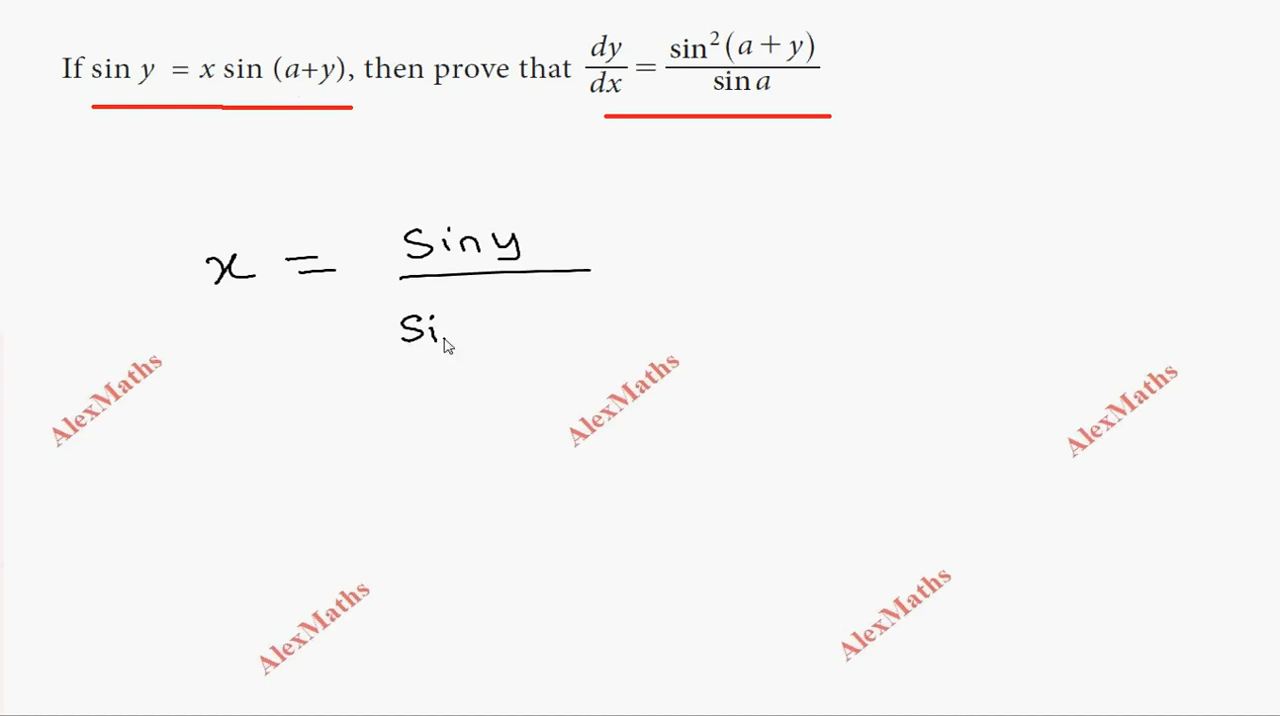 If sin y = x sin (a+y), then prove that dy/dx = sin²(a + y)/sin a
x = Sin y
Si
AlexMaths
AlexMaths
AlexMaths
AlexMaths
AlexMaths